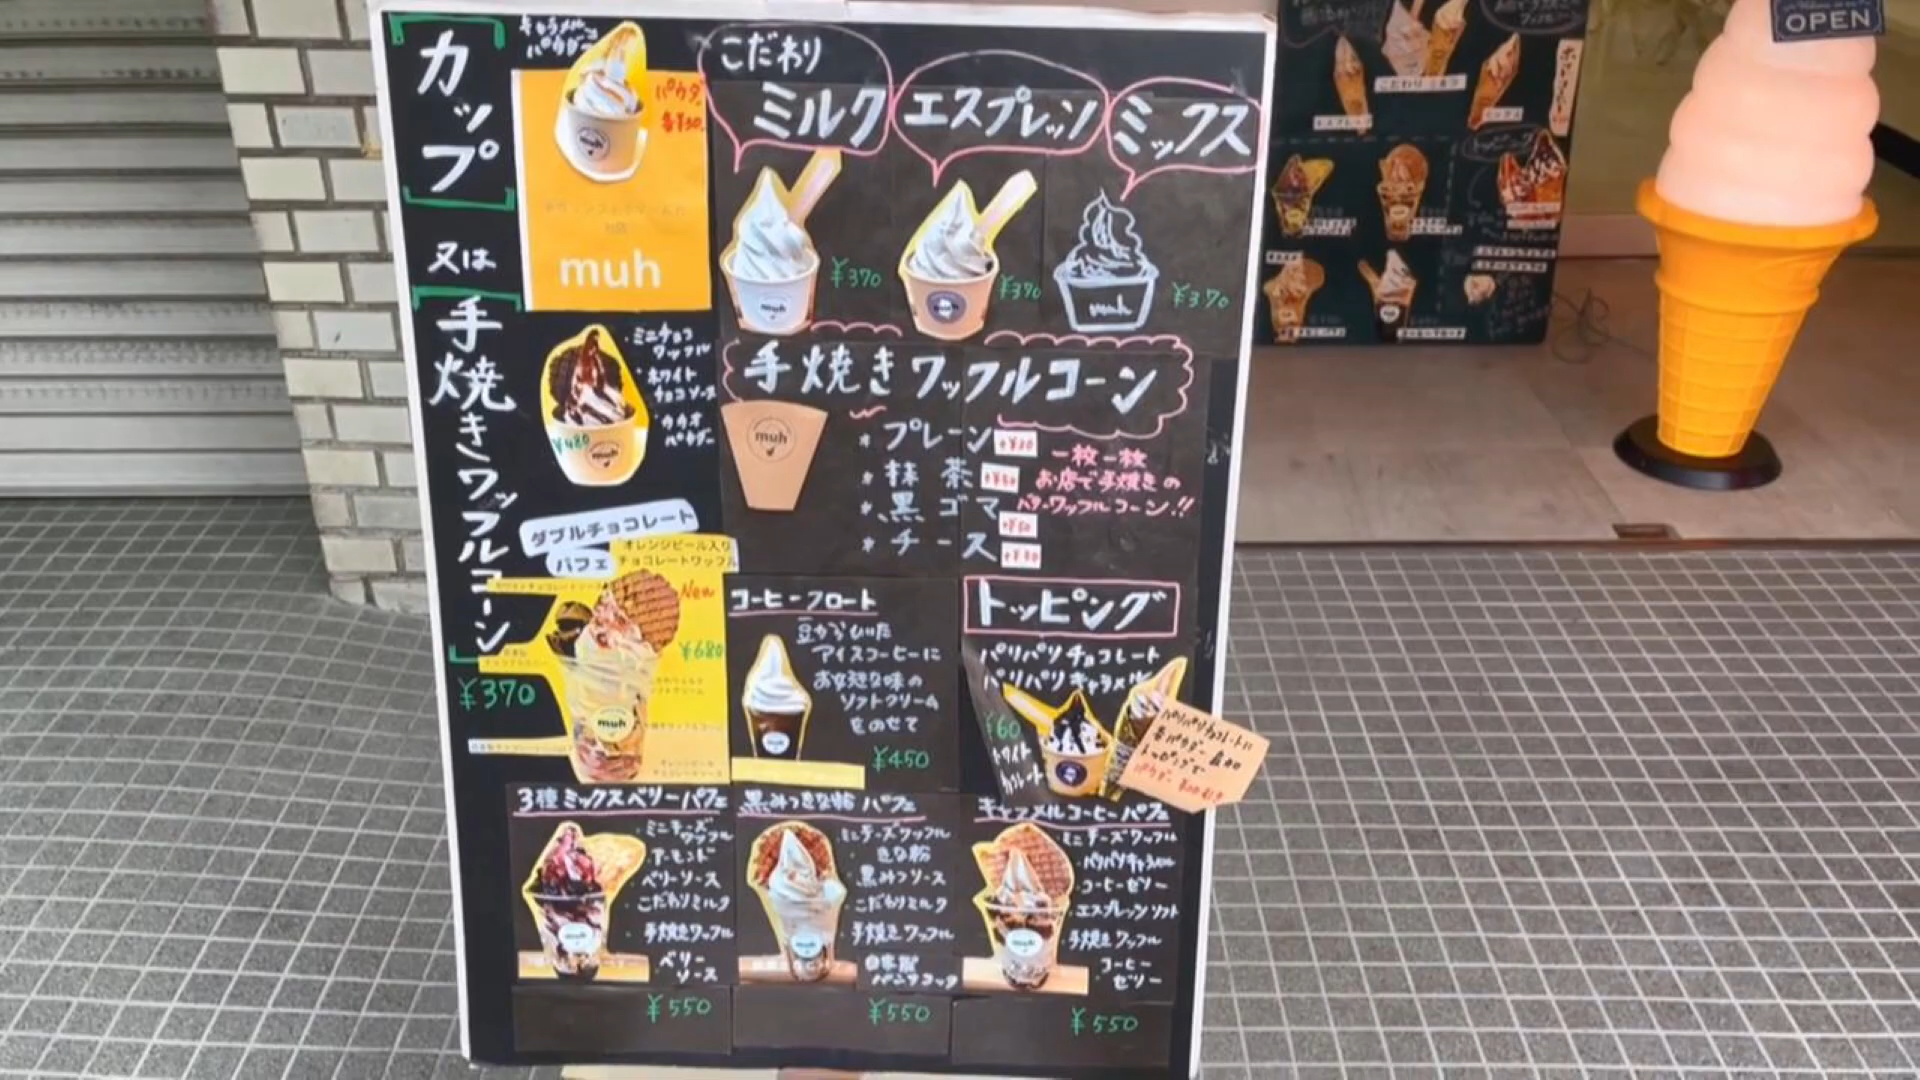 カップ
又は
手焼きワッフルコーン
¥370
muh
こだわり
ミルク
エスプレッソ
ミックス
¥370
¥370
¥370
muh
・ミニチョコ
ワッフル
・ホワイト
チョコソース
・カカオ
パウダー
¥480
手焼きワッフルコーン
muh
プレーン
抹茶
黒ゴマ
チーズ
一枚一枚
お店で手焼きの
ワッフルコーン!!
ダブルチョコレート
パフェ
オレンジピール入り
チョコレートワッフル
New
¥680
muh
コーヒーフロート
豆からひいた
アイスコーヒーに
お好きな味の
ソフトクリーム
をのせて
¥450
トッピング
パリパリチョコレート
パリパリキャラメル
¥60
3種ミックスベリーパフェ
・ミニチーズ
ワッフル
・アーモンド
・ベリーソース
・こだわりミルク
・手焼きワッフル
・ベリー
ソース
¥550
黒みつきな粉パフェ
・ミニチーズワッフル
・きな粉
・黒みつソース
・こだわりミルク
・手焼きワッフル
・自家製
パンナコッタ
¥550
キャラメルコーヒーパフェ
・ミニチーズワッフル
・パリパリキャラメル
・コーヒーゼリー
・エスプレッソソフト
・手焼きワッフル
・コーヒー
ゼリー
¥550
OPEN